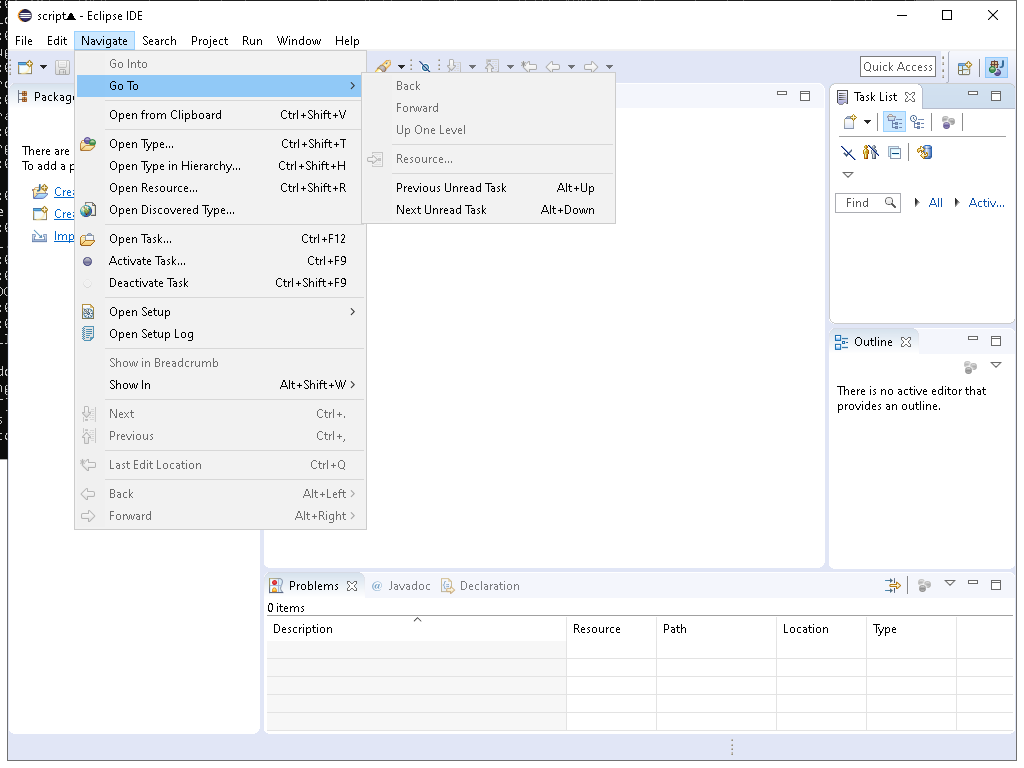 script▲ - Eclipse IDE
File Edit Navigate Search Project Run Window Help
Quick Access
Go Into
Go To
Open from Clipboard Ctrl+Shift+V
Open Type... Ctrl+Shift+T
Open Type in Hierarchy... Ctrl+Shift+H
Open Resource... Ctrl+Shift+R
Open Discovered Type...
Open Task... Ctrl+F12
Activate Task... Ctrl+F9
Deactivate Task Ctrl+Shift+F9
Open Setup
Open Setup Log
Show in Breadcrumb
Show In Alt+Shift+W
Next Ctrl+.
Previous Ctrl+,
Last Edit Location Ctrl+Q
Back Alt+Left
Forward Alt+Right
Back
Forward
Up One Level
Resource...
Previous Unread Task Alt+Up
Next Unread Task Alt+Down
Packag
There are
To add a p
Crea
Crea
Imp
Task List
Find All Activ...
Outline
There is no active editor that
provides an outline.
Problems @ Javadoc Declaration
0 items
Description Resource Path Location Type